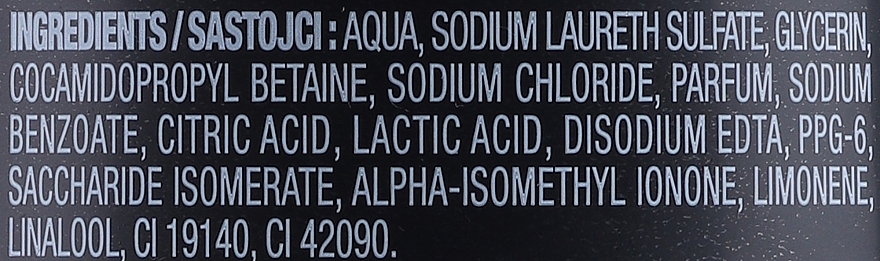 INGREDIENTS / SASTOJCI : AQUA, SODIUM LAURETH SULFATE, GLYCERIN,
COCAMIDOPROPYL BETAINE, SODIUM CHLORIDE, PARFUM, SODIUM
BENZOATE, CITRIC ACID, LACTIC ACID, DISODIUM EDTA, PPG-6,
SACCHARIDE ISOMERATE, ALPHA-ISOMETHYL IONONE, LIMONENE,
LINALOOL, CI 19140, CI 42090.